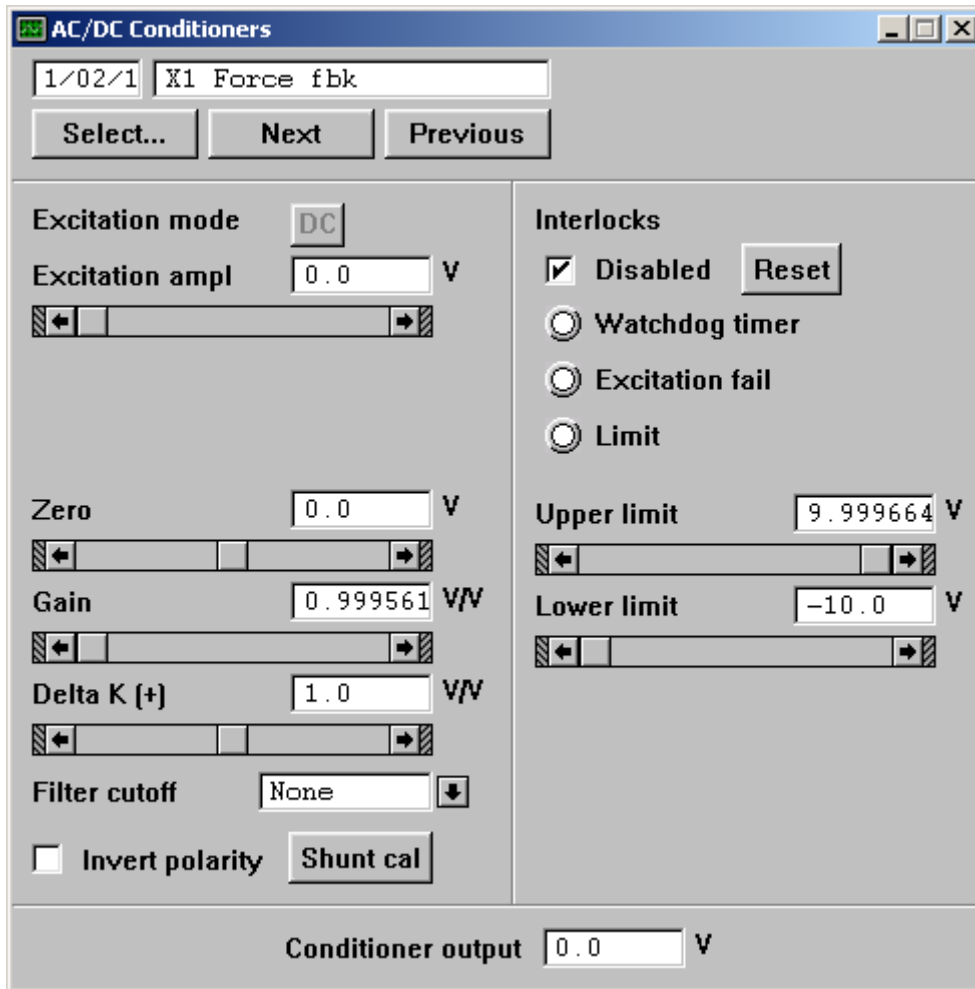 AC/DC Conditioners
1/02/1 X1 Force fbk
Select... Next Previous
Excitation mode DC
Excitation ampl 0.0 V
Zero 0.0 V
Gain 0.999561 V/V
Delta K (+) 1.0 V/V
Filter cutoff None
Invert polarity Shunt cal
Interlocks
Disabled Reset
Watchdog timer
Excitation fail
Limit
Upper limit 9.999664 V
Lower limit -10.0 V
Conditioner output 0.0 V